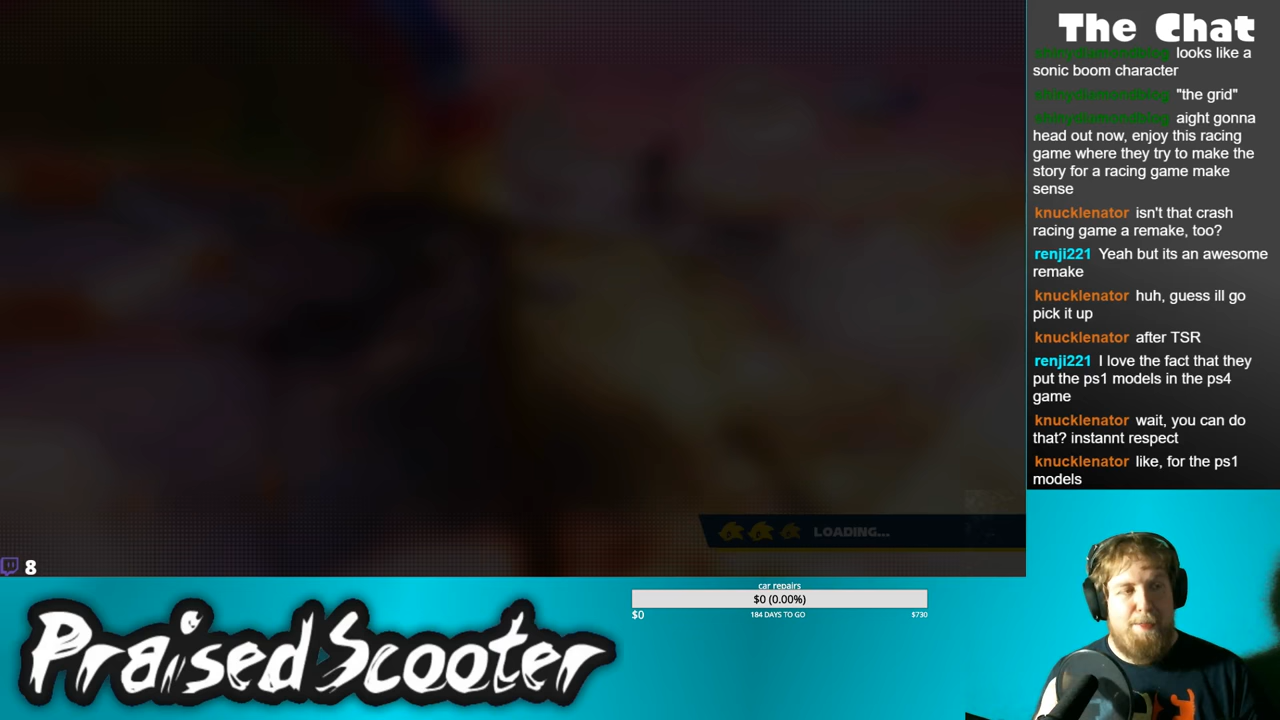 The Chat
looks like a
sonic boom character
"the grid"
aight gonna
head out now, enjoy this racing
game where they try to make the
story for a racing game make
sense
knucklenator isn't that crash
racing game a remake, too?
renji221 Yeah but its an awesome
remake
knucklenator huh, guess ill go
pick it up
knucklenator after TSR
renji221 I love the fact that they
put the ps1 models in the ps4
game
knucklenator wait, you can do
that? instannt respect
knucklenator like, for the ps1
models
LOADING...
8
car repairs
$0 (0.00%)
$0 184 DAYS TO GO $730
PraisedScooter